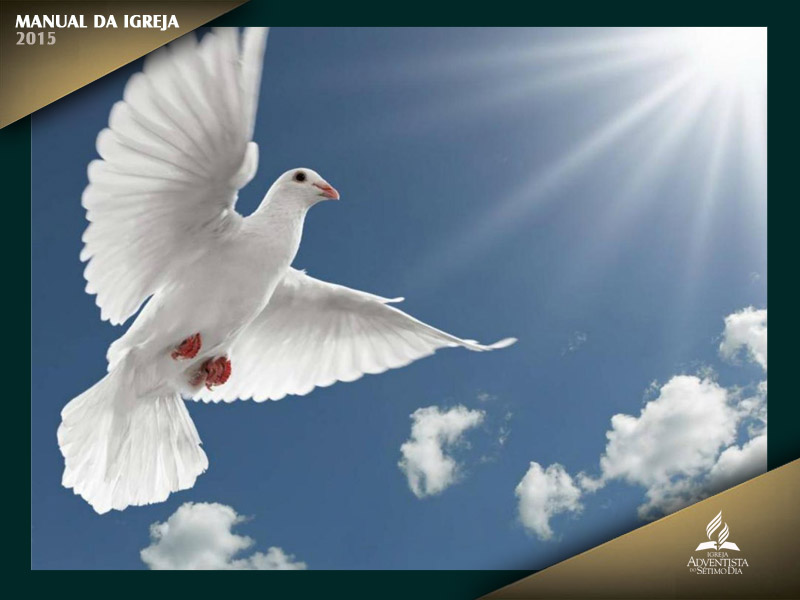 MANUAL DA IGREJA
2015
IGREJA
ADVENTISTA
DO SÉTIMO DIA